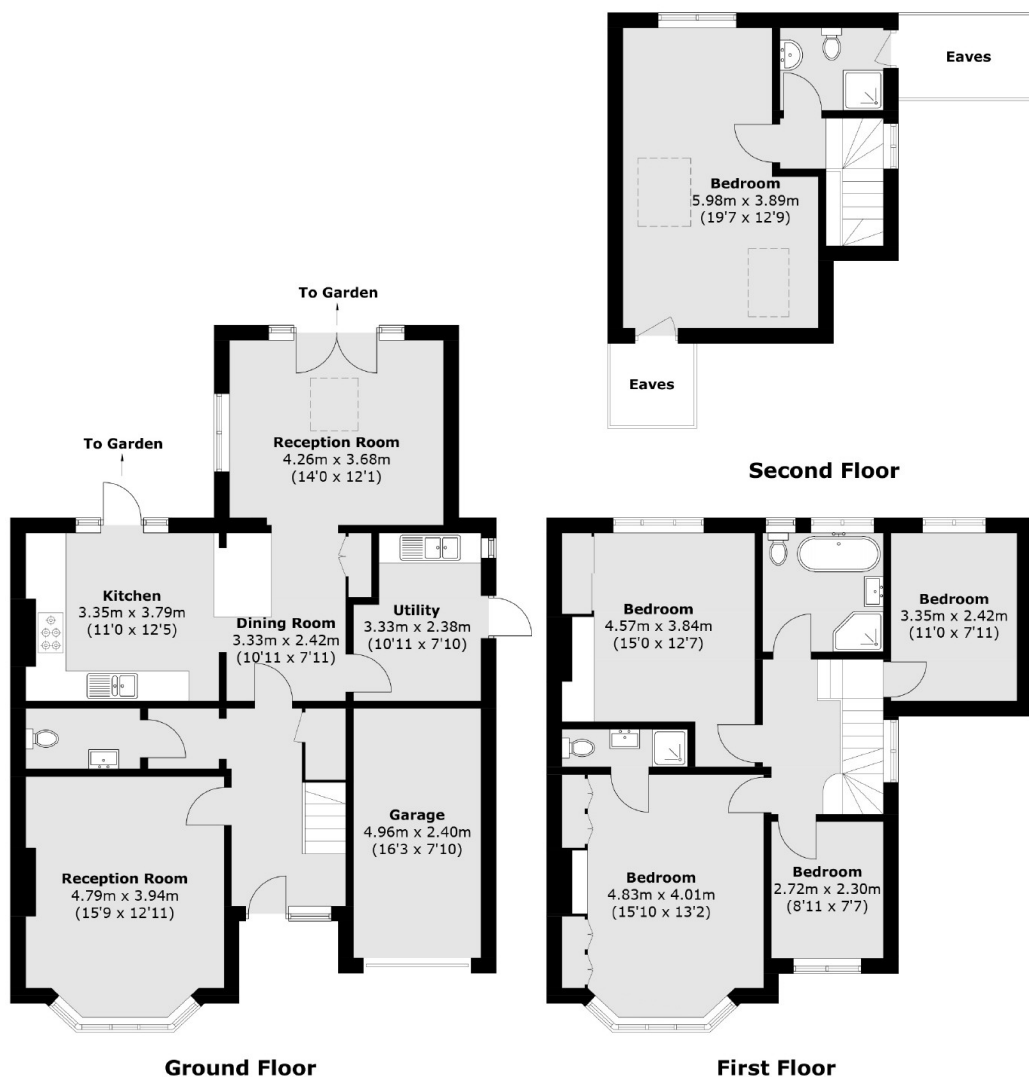 Eaves
Bedroom
5.98m x 3.89m
(19'7 x 12'9)
Eaves
Second Floor
To Garden
Reception Room
4.26m x 3.68m
(14'0 x 12'1)
To Garden
Kitchen
3.35m x 3.79m
(11'0 x 12'5)
Dining Room
3.33m x 2.42m
(10'11 x 7'11)
Utility
3.33m x 2.38m
(10'11 x 7'10)
Garage
4.96m x 2.40m
(16'3 x 7'10)
Reception Room
4.79m x 3.94m
(15'9 x 12'11)
Ground Floor
Bedroom
4.57m x 3.84m
(15'0 x 12'7)
Bedroom
3.35m x 2.42m
(11'0 x 7'11)
Bedroom
4.83m x 4.01m
(15'10 x 13'2)
Bedroom
2.72m x 2.30m
(8'11 x 7'7)
First Floor